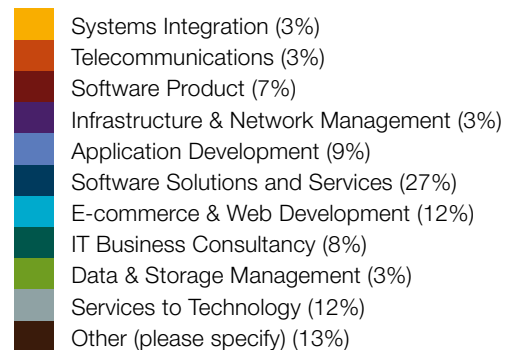 Systems Integration (3%)
Telecommunications (3%)
Software Product (7%)
Infrastructure & Network Management (3%)
Application Development (9%)
Software Solutions and Services (27%)
E-commerce & Web Development (12%)
IT Business Consultancy (8%)
Data & Storage Management (3%)
Services to Technology (12%)
Other (please specify) (13%)